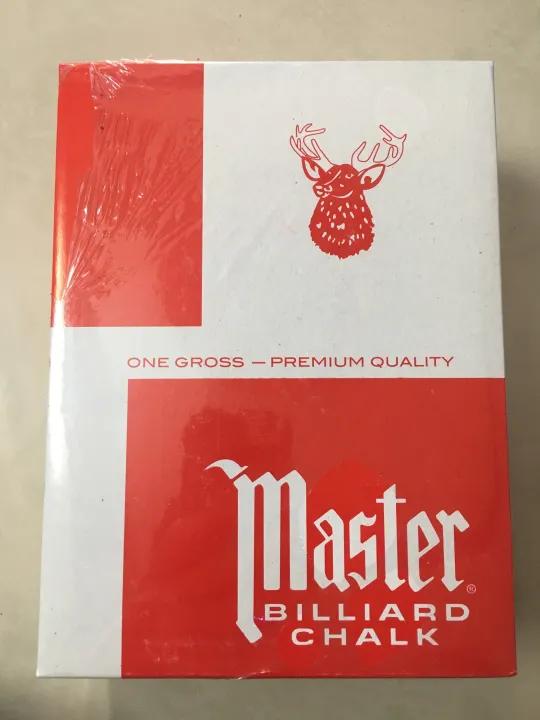 ONE GROSS — PREMIUM QUALITY
Master®
BILLIARD
CHALK